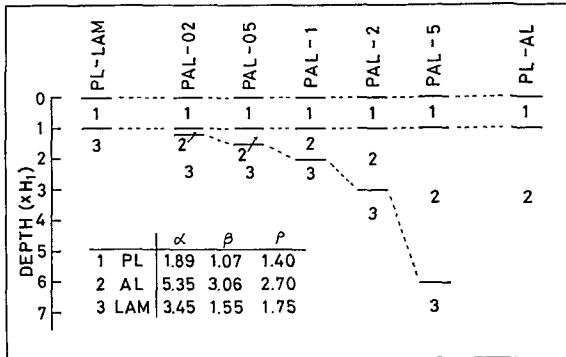 PL-LAM PAL-02 PAL-05 PAL-1 PAL-2 PAL-5 PL-AL
0
1 1 1 1 1 1 1
1
3 2 2 2
2
3 3 3 2
3
3 2 2
4
5
6
3
7
DEPTH (×H₁)
α β ρ
1 PL 1.89 1.07 1.40
2 AL 5.35 3.06 2.70
3 LAM 3.45 1.55 1.75